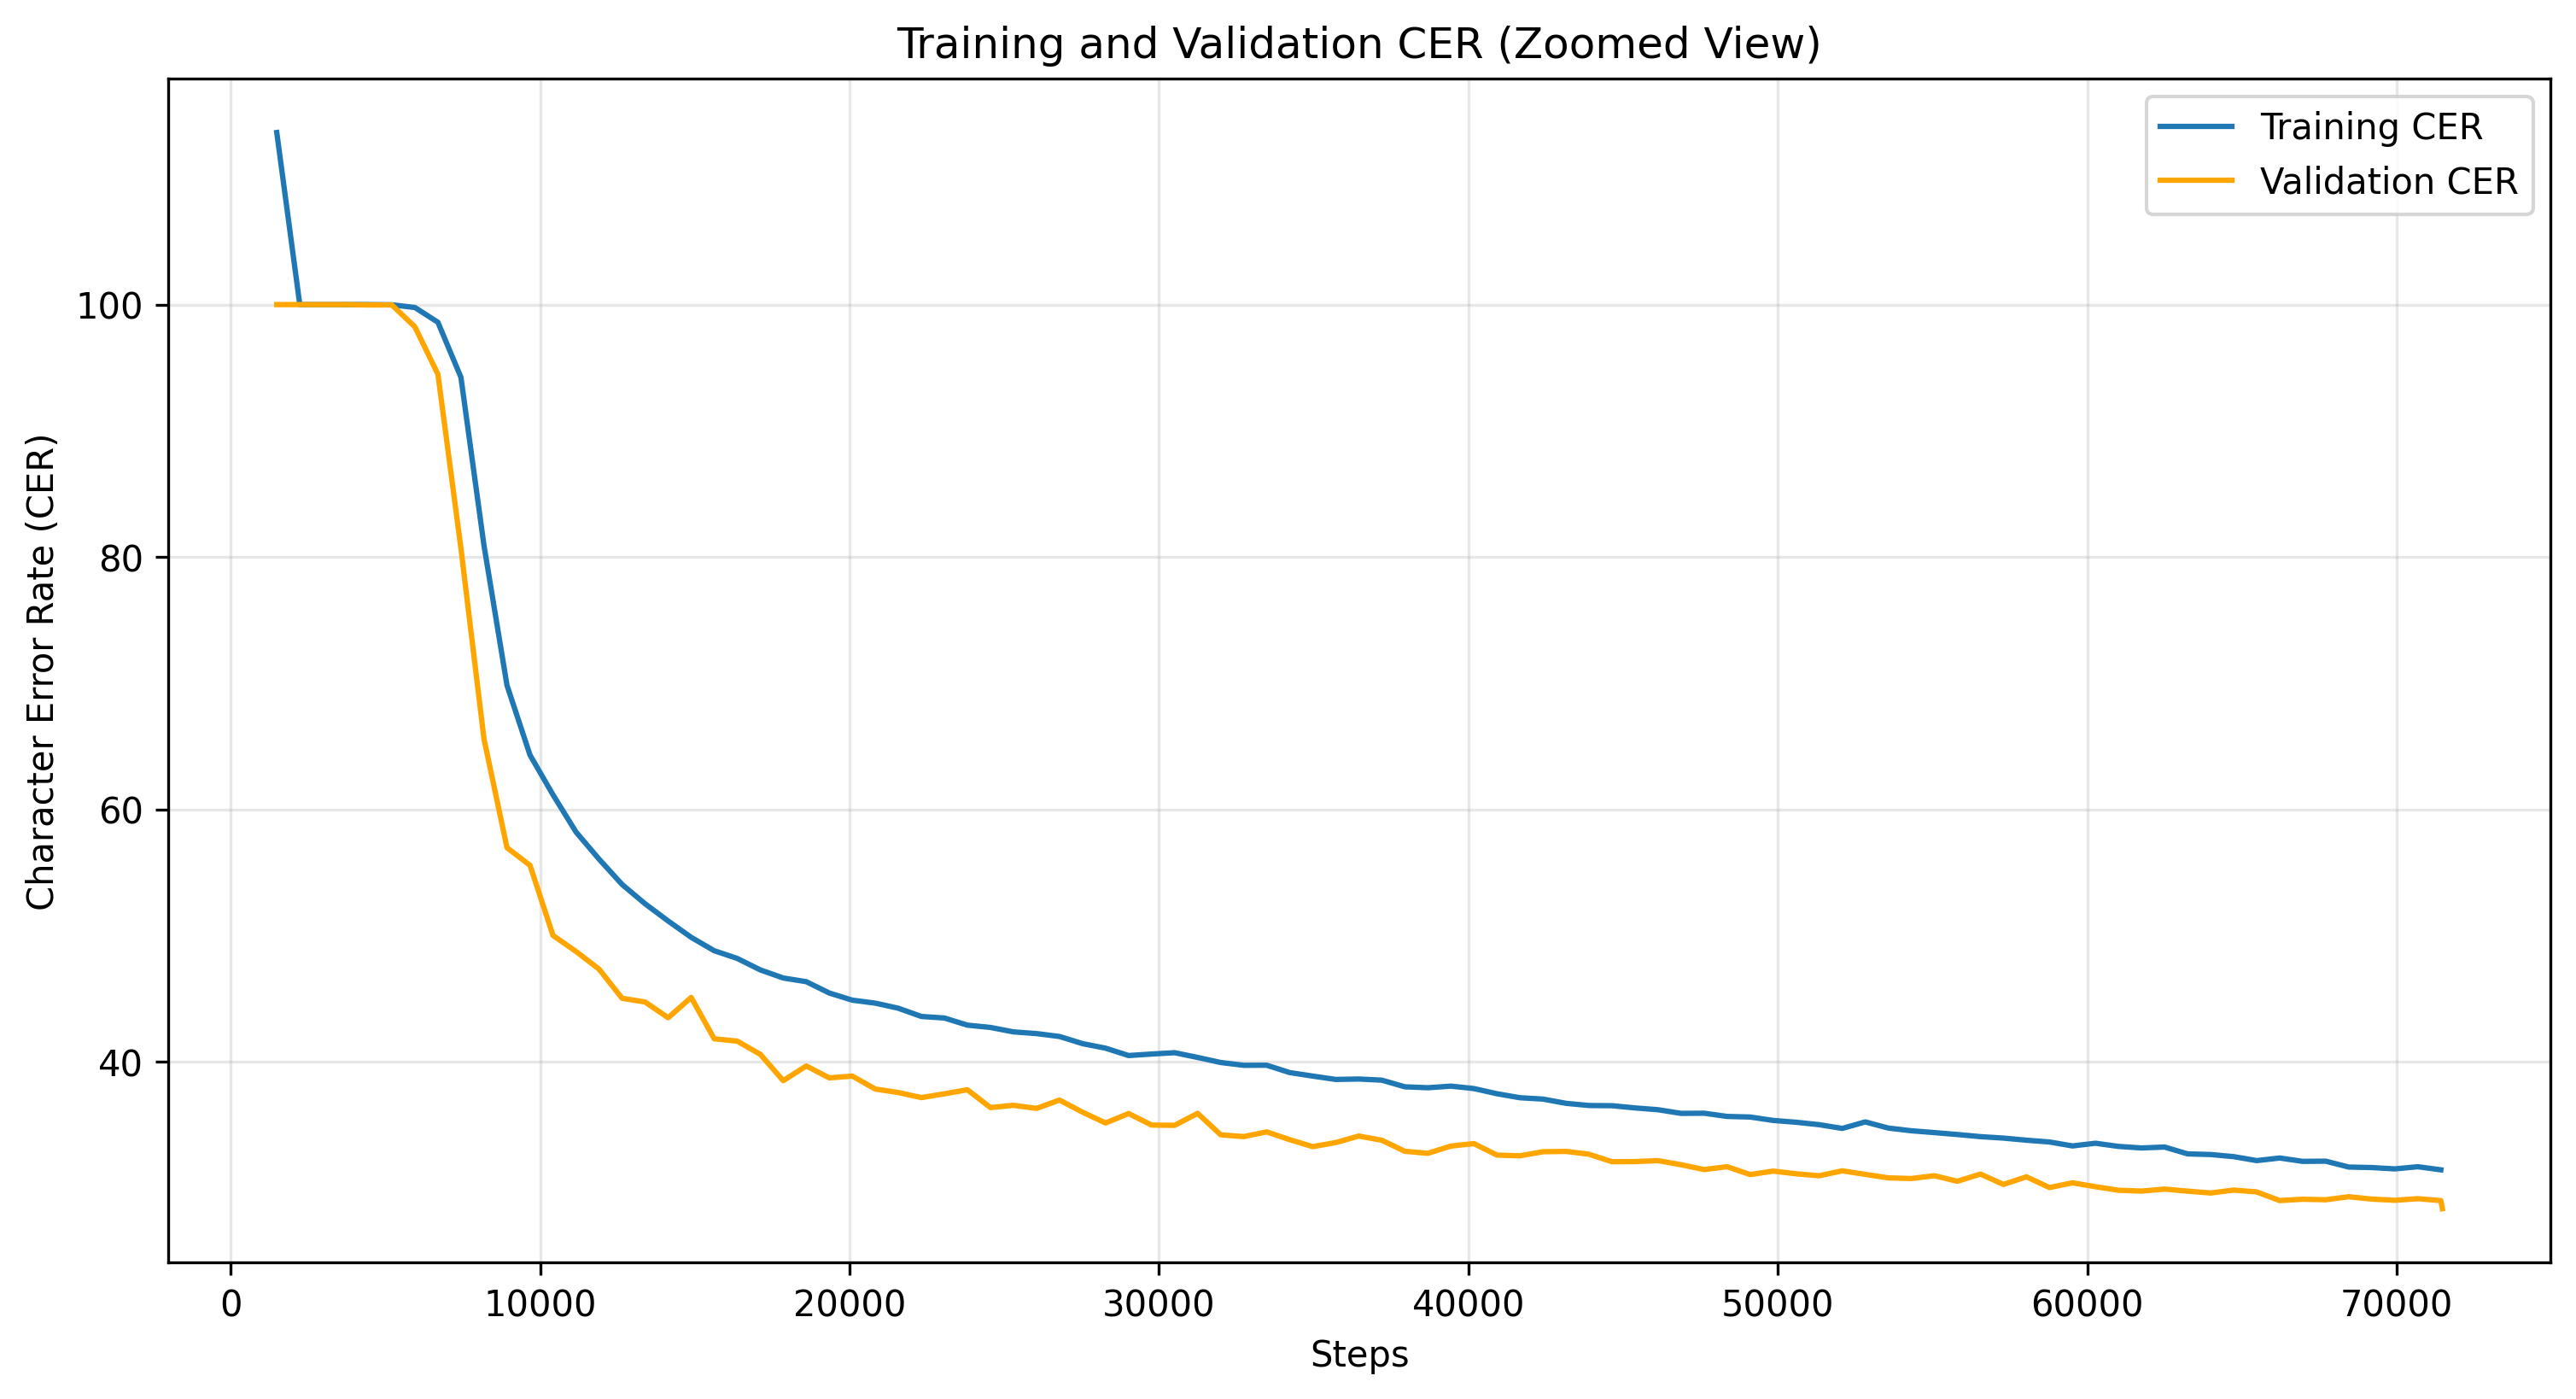 Training and Validation CER (Zoomed View)
Training CER
Validation CER
Character Error Rate (CER)
100
80
60
40
0 10000 20000 30000 40000 50000 60000 70000
Steps